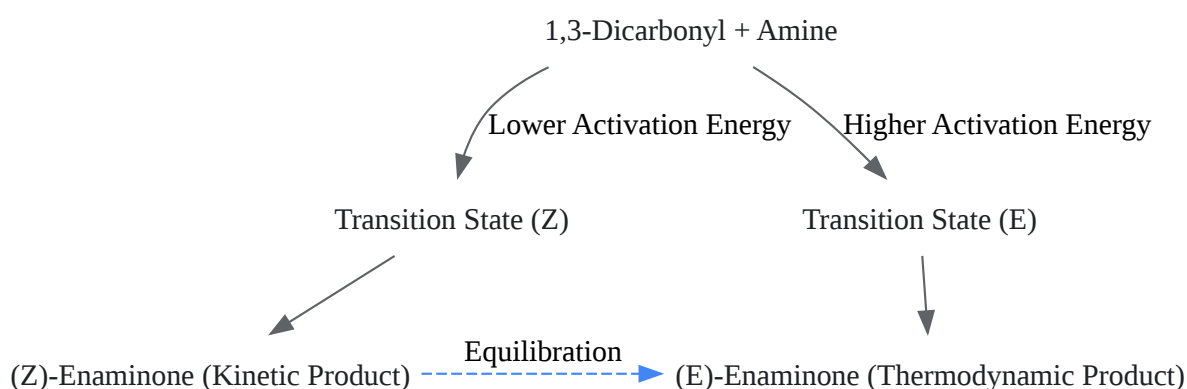 1,3-Dicarbonyl + Amine
Lower Activation Energy
Higher Activation Energy
Transition State (Z)
Transition State (E)
Equilibration
(Z)-Enaminone (Kinetic Product)
(E)-Enaminone (Thermodynamic Product)